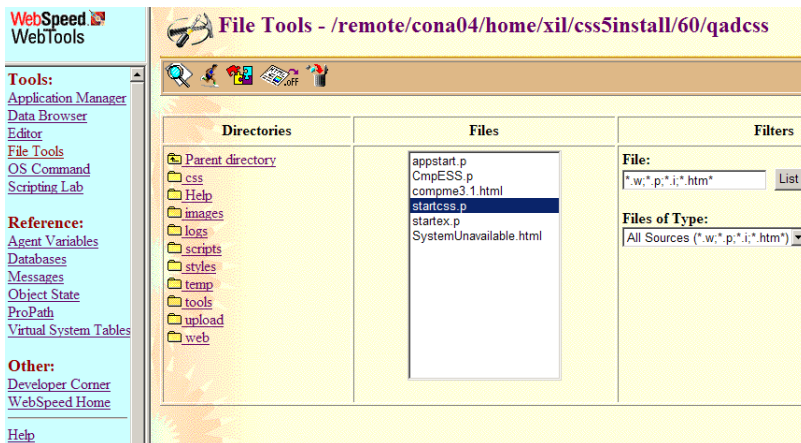 WebSpeed
WebTools
Tools:
Application Manager
Data Browser
Editor
File Tools
OS Command
Scripting Lab
Reference:
Agent Variables
Databases
Messages
Object State
ProPath
Virtual System Tables
Other:
Developer Corner
WebSpeed Home
Help
File Tools - /remote/cona04/home/xil/css5install/60/qadcss
.OFF
Directories
Parent directory
css
Help
images
logs
scripts
styles
temp
tools
upload
web
Files
appstart.p
CmpESS.p
compme3.1.html
startcss.p
startex.p
SystemUnavailable.html
Filters
File:
*.w;*.p;*.i;*.htm*
List
Files of Type:
All Sources (*.w;*.p;*.i;*.htm*)